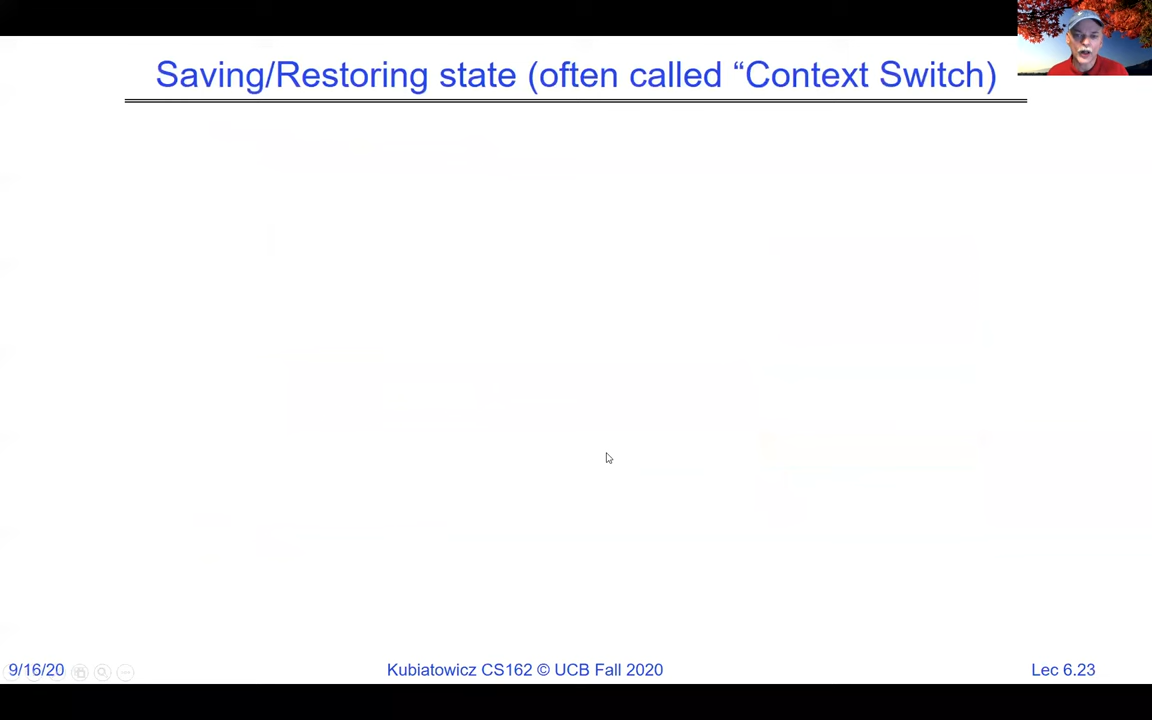 Saving/Restoring state (often called “Context Switch)
9/16/20
Kubiatowicz CS162 © UCB Fall 2020
Lec 6.23